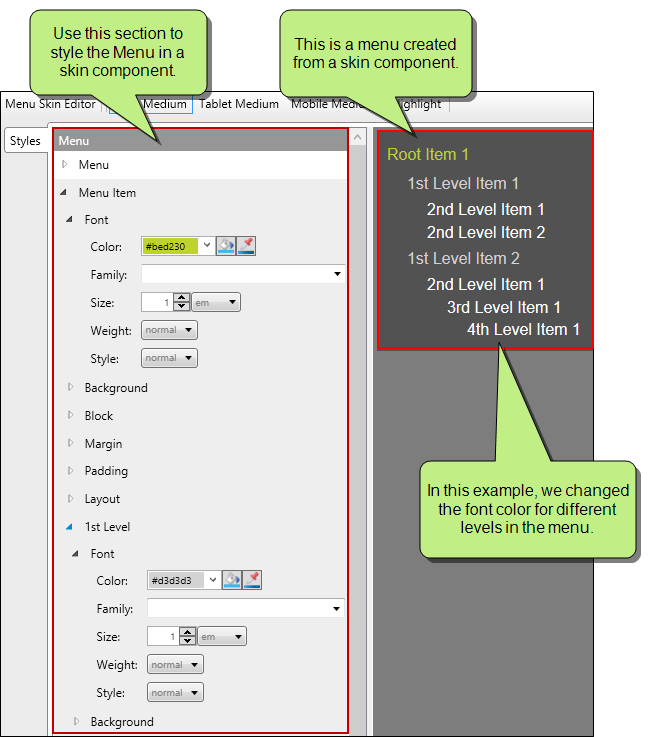 Use this section to
style the Menu in a
skin component.
This is a menu created
from a skin component.
Menu Skin Editor
Medium
Tablet Medium
Mobile Medi
ighlight
Styles
Menu
Menu
Menu Item
Font
Color: #bed230
Family:
Size: 1 em
Weight: normal
Style: normal
Background
Block
Margin
Padding
Layout
1st Level
Font
Color: #d3d3d3
Family:
Size: 1 em
Weight: normal
Style: normal
Background
Root Item 1
1st Level Item 1
2nd Level Item 1
2nd Level Item 2
1st Level Item 2
2nd Level Item 1
3rd Level Item 1
4th Level Item 1
In this example, we changed
the font color for different
levels in the menu.